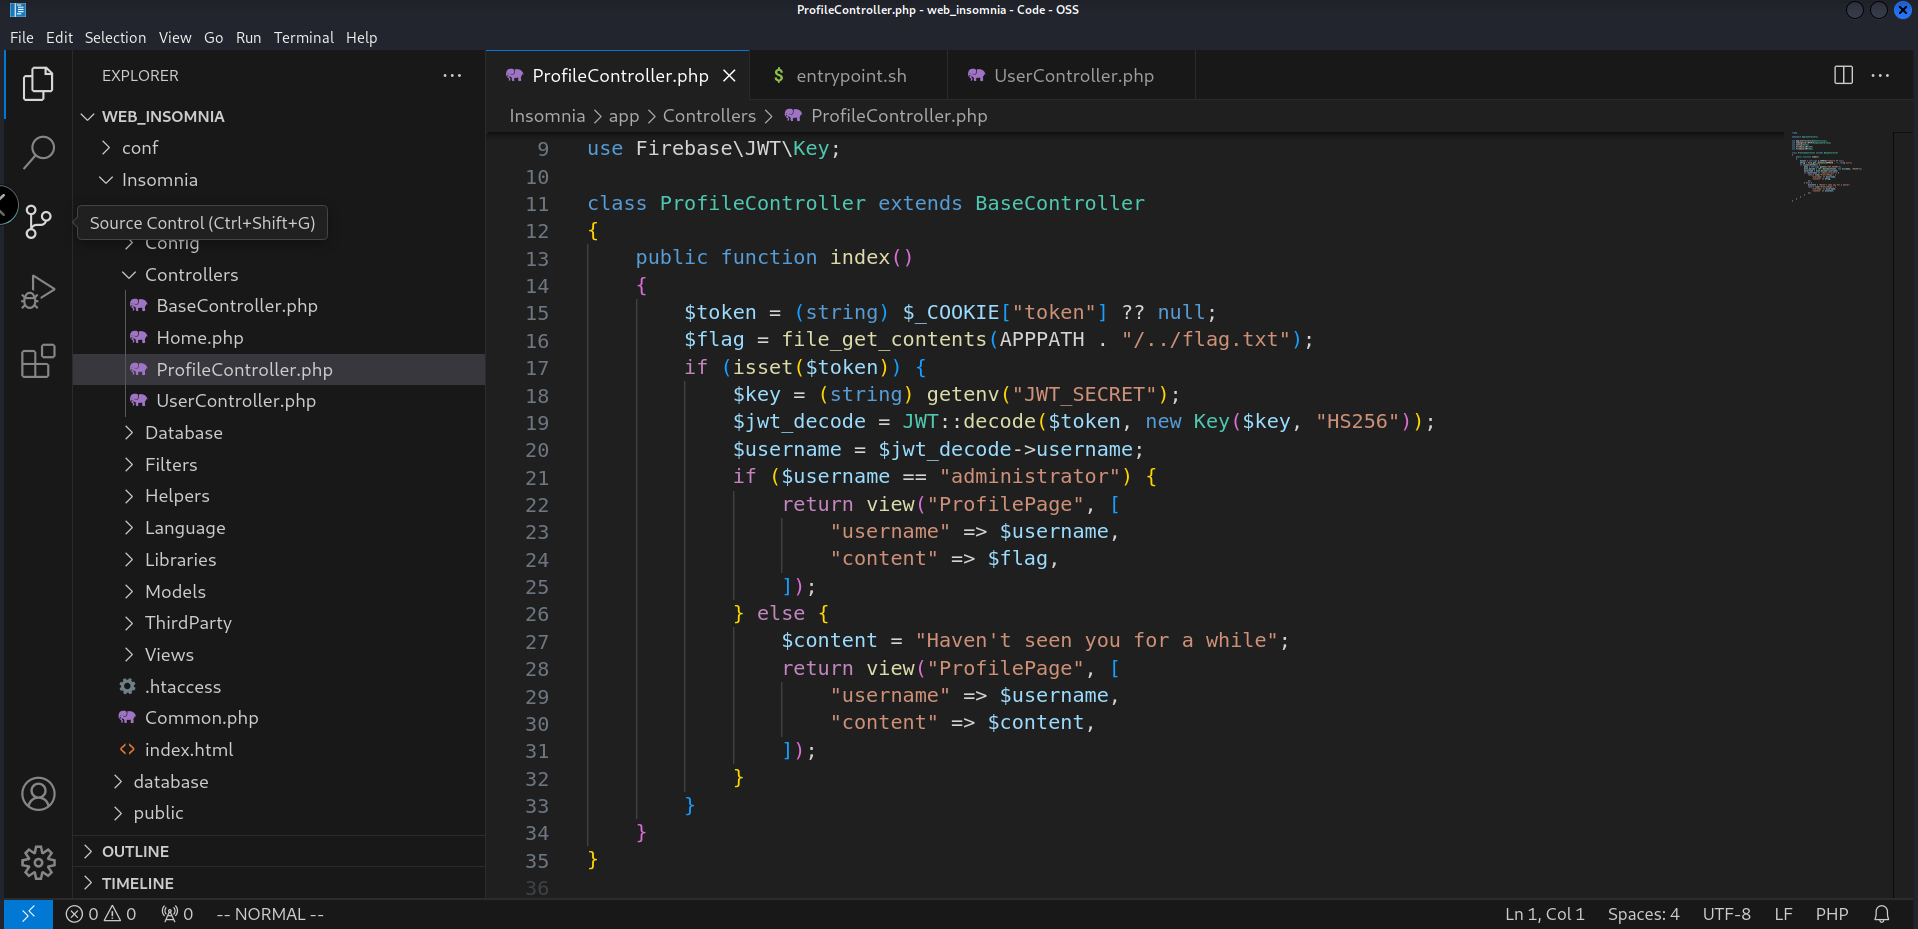 ProfileController.php - web_insomnia - Code - OSS
File Edit Selection View Go Run Terminal Help
EXPLORER
WEB_INSOMNIA
conf
Insomnia
Source Control (Ctrl+Shift+G)
Config
Controllers
BaseController.php
Home.php
ProfileController.php
UserController.php
Database
Filters
Helpers
Language
Libraries
Models
ThirdParty
Views
.htaccess
Common.php
index.html
database
public
OUTLINE
TIMELINE
ProfileController.php
$ entrypoint.sh
UserController.php
Insomnia > app > Controllers > ProfileController.php
9 use Firebase\JWT\Key;
10
11 class ProfileController extends BaseController
12 {
13     public function index()
14     {
15         $token = (string) $_COOKIE["token"] ?? null;
16         $flag = file_get_contents(APPPATH . "/../flag.txt");
17         if (isset($token)) {
18             $key = (string) getenv("JWT_SECRET");
19             $jwt_decode = JWT::decode($token, new Key($key, "HS256"));
20             $username = $jwt_decode->username;
21             if ($username == "administrator") {
22                 return view("ProfilePage", [
23                     "username" => $username,
24                     "content" => $flag,
25                 ]);
26             } else {
27                 $content = "Haven't seen you for a while";
28                 return view("ProfilePage", [
29                     "username" => $username,
30                     "content" => $content,
31                 ]);
32             }
33         }
34     }
35 }
36
0 0 0 -- NORMAL --
Ln 1, Col 1 Spaces: 4 UTF-8 LF PHP